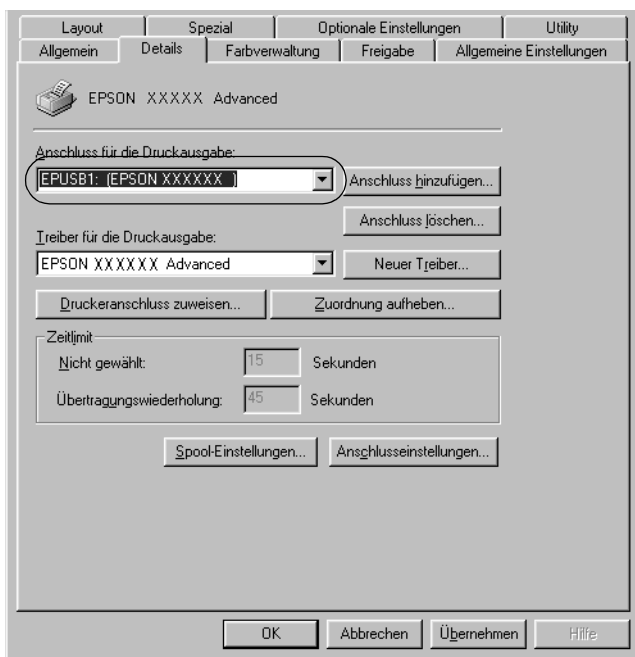 Layout Spezial Optionale Einstellungen Utility
Allgemein Details Farbverwaltung Freigabe Allgemeine Einstellungen
EPSON XXXXX Advanced
Anschluss für die Druckausgabe:
EPUSB1: (EPSON XXXXXX ) Anschluss hinzufügen...
Anschluss löschen...
Treiber für die Druckausgabe:
EPSON XXXXXX Advanced Neuer Treiber...
Druckeranschluss zuweisen... Zuordnung aufheben...
Zeitlimit
Nicht gewählt: 15 Sekunden
Übertragungswiederholung: 45 Sekunden
Spool-Einstellungen... Anschlusseinstellungen...
OK Abbrechen Übernehmen Hilfe